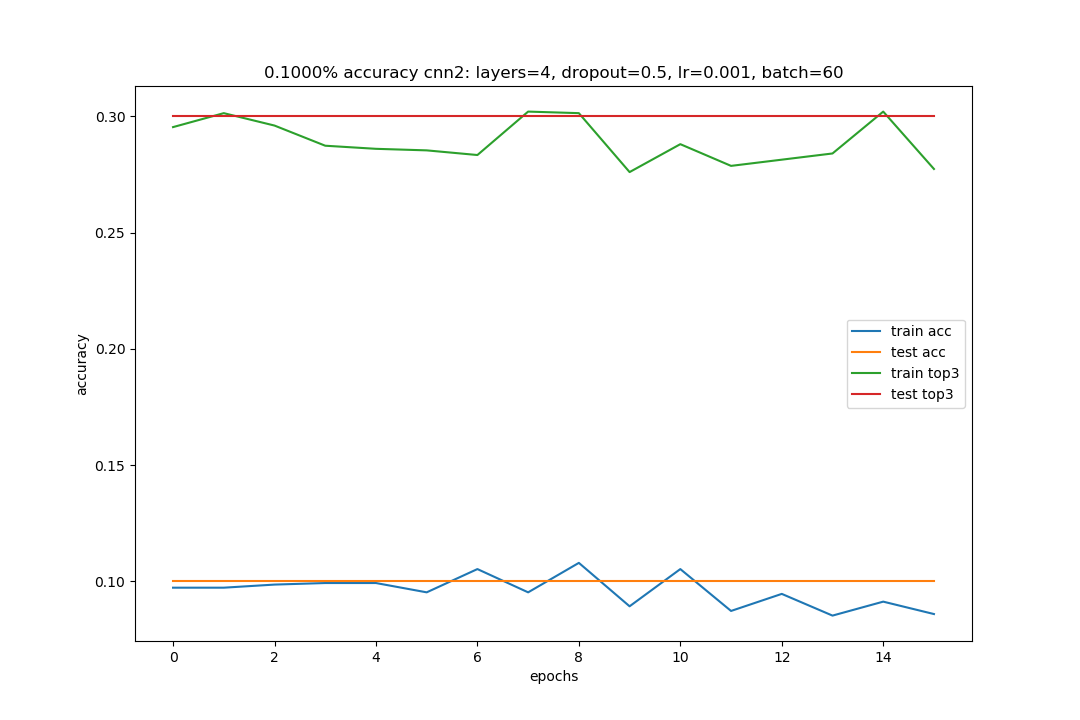 0.1000% accuracy cnn2: layers=4, dropout=0.5, lr=0.001, batch=60
0.30
0.25
0.20
0.15
0.10
accuracy
train acc
test acc
train top3
test top3
0 2 4 6 8 10 12 14
epochs